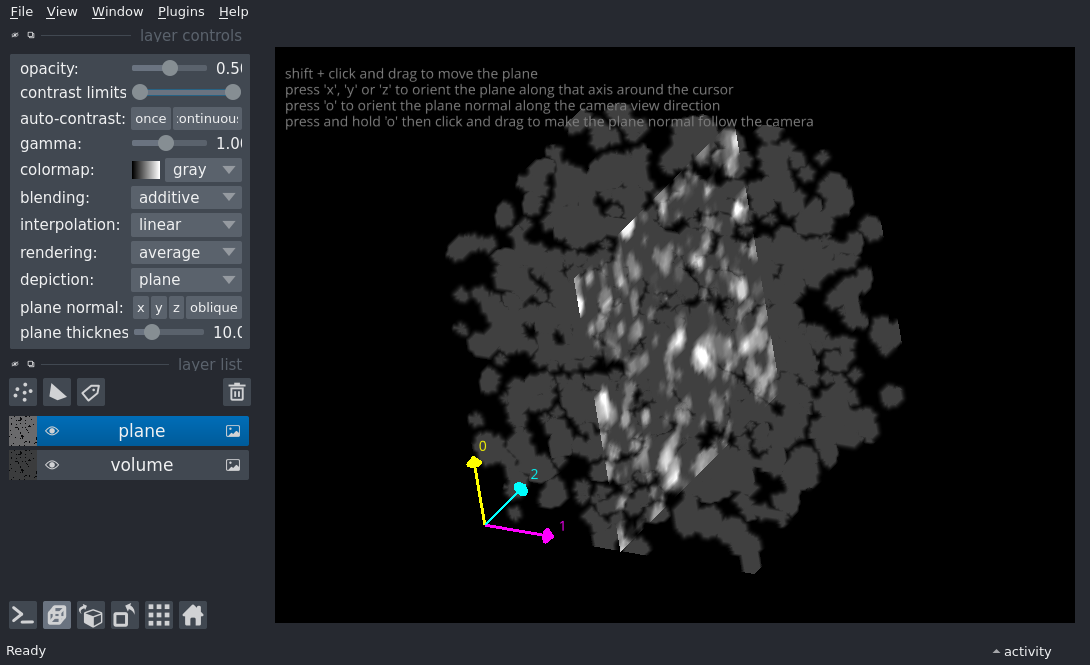 File View Window Plugins Help
layer controls
opacity: 0.50
contrast limits
auto-contrast: once continuous
gamma: 1.00
colormap: gray
blending: additive
interpolation: linear
rendering: average
depiction: plane
plane normal: x y z oblique
plane thicknes 10.0
layer list
plane
volume
shift + click and drag to move the plane
press 'x', 'y' or 'z' to orient the plane along that axis around the cursor
press 'o' to orient the plane normal along the camera view direction
press and hold 'o' then click and drag to make the plane normal follow the camera
0
2
1
Ready
activity